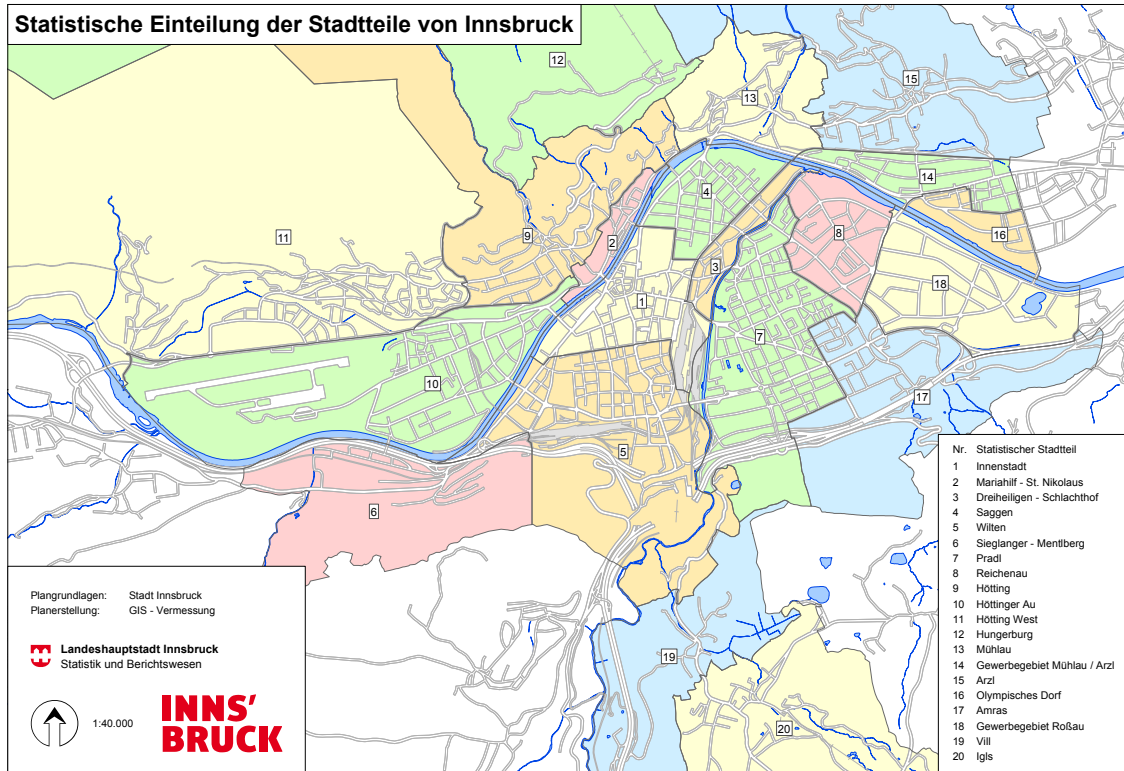 Statistische Einteilung der Stadtteile von Innsbruck
12
15
13
14
4
8
16
9
2
11
3
18
1
7
10
17
5
6
19
20
Nr. Statistischer Stadtteil
1 Innenstadt
2 Mariahilf - St. Nikolaus
3 Dreiheiligen - Schlachthof
4 Saggen
5 Wilten
6 Sieglanger - Mentlberg
7 Pradl
8 Reichenau
9 Hötting
10 Höttinger Au
11 Hötting West
12 Hungerburg
13 Mühlau
14 Gewerbegebiet Mühlau / Arzl
15 Arzl
16 Olympisches Dorf
17 Amras
18 Gewerbegebiet Roßau
19 Vill
20 Igls
Plangrundlagen: Stadt Innsbruck
Planerstellung: GIS - Vermessung
Landeshauptstadt Innsbruck
Statistik und Berichtswesen
1:40.000
INNS'
BRUCK